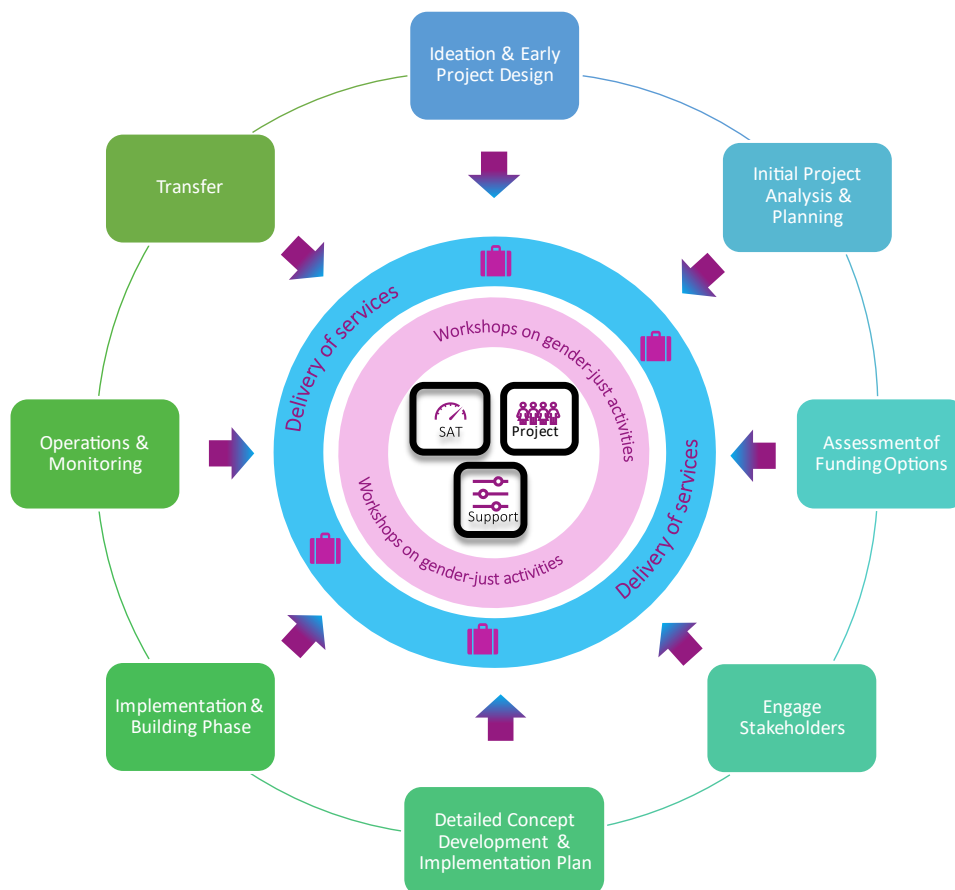 Ideation & Early
Project Design
Initial Project
Analysis &
Planning
Assessment of
Funding Options
Engage
Stakeholders
Detailed Concept
Development &
Implementation Plan
Implementation &
Building Phase
Operations &
Monitoring
Transfer
Delivery of services
Delivery of services
Workshops on gender-just activities
Workshops on gender-just activities
SAT
Project
Support